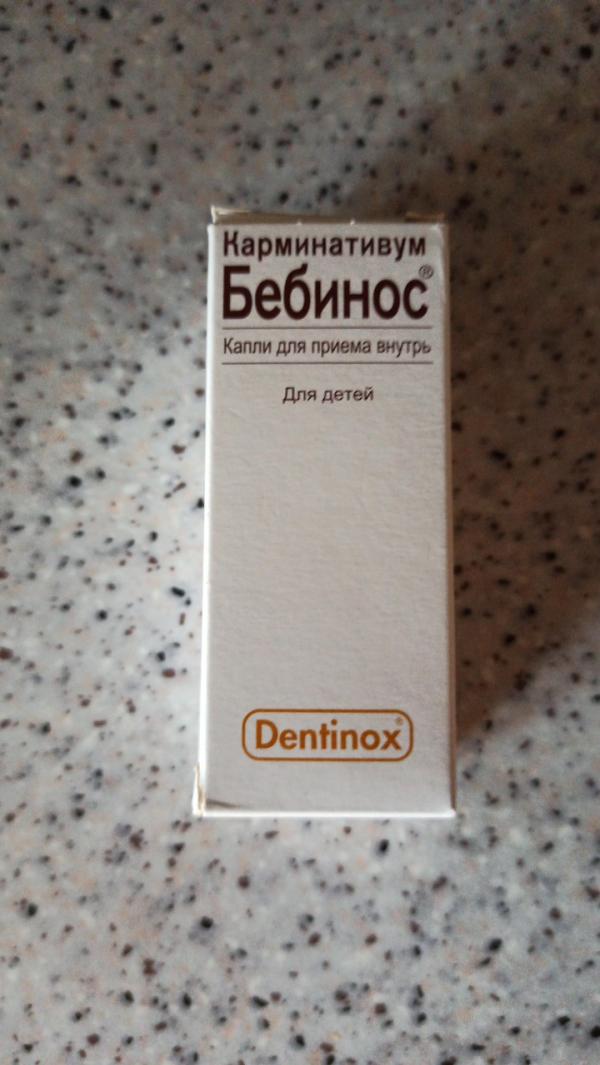 Карминативум
Бебинос®
Капли для приема внутрь
Для детей
Dentinox®